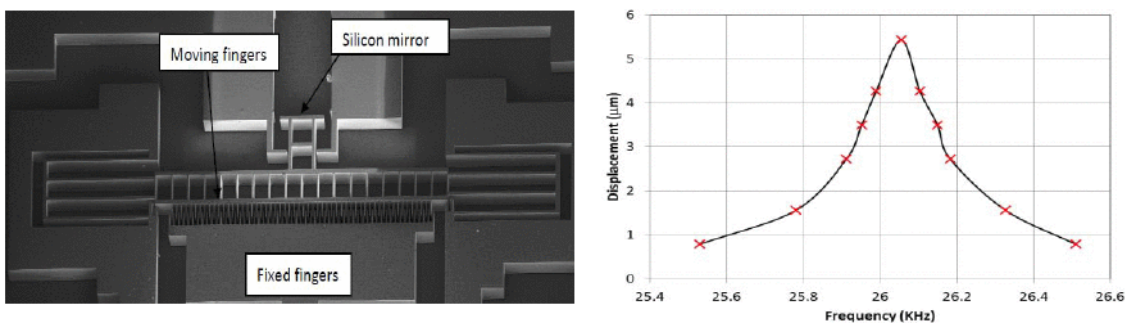 Silicon mirror
Moving fingers
Fixed fingers
Displacement (μm)
6
5
4
3
2
1
0
25.4 25.6 25.8 26 26.2 26.4 26.6
Frequency (KHz)